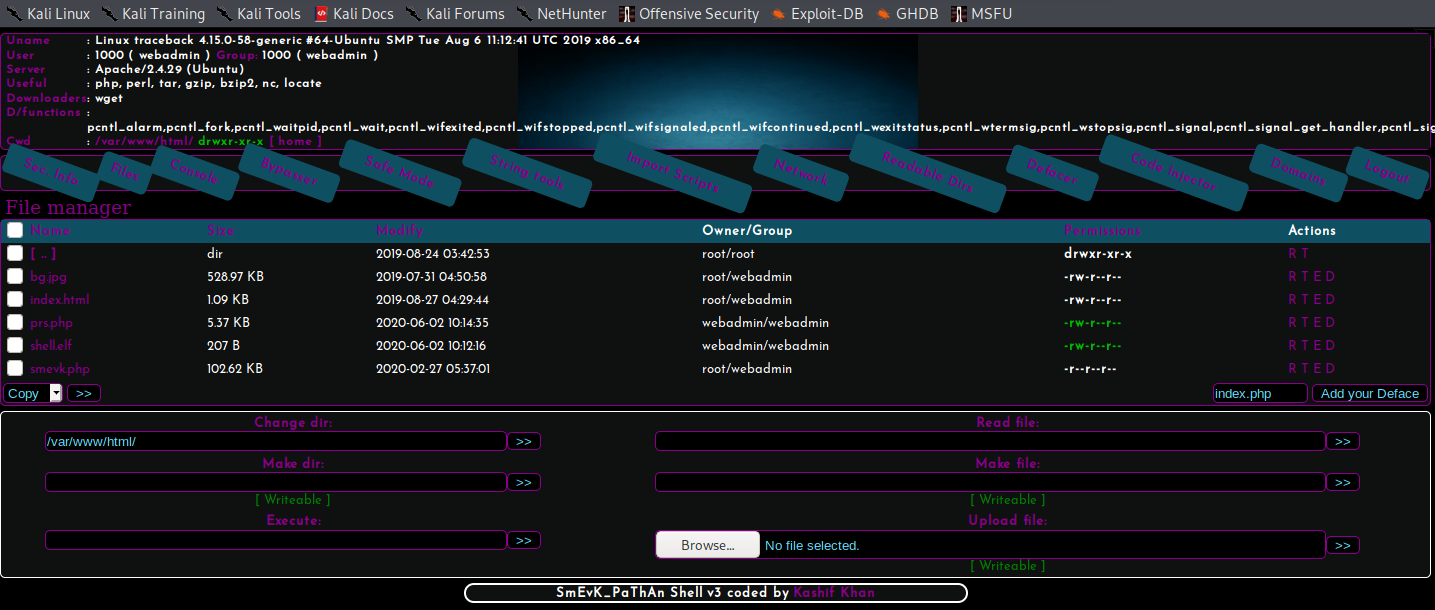 Kali Linux Kali Training Kali Tools Kali Docs Kali Forums NetHunter Offensive Security Exploit-DB GHDB MSFU
Uname : Linux traceback 4.15.0-58-generic #64-Ubuntu SMP Tue Aug 6 11:12:41 UTC 2019 x86_64
User : 1000 ( webadmin ) Group: 1000 ( webadmin )
Server : Apache/2.4.29 (Ubuntu)
Useful : php, perl, tar, gzip, bzip2, nc, locate
Downloaders: wget
D/functions :
pcntl_alarm,pcntl_fork,pcntl_waitpid,pcntl_wait,pcntl_wifexited,pcntl_wifstopped,pcntl_wifsignaled,pcntl_wifcontinued,pcntl_wexitstatus,pcntl_wtermsig,pcntl_wstopsig,pcntl_signal,pcntl_signal_get_handler,pcntl_sig
Cwd : /var/www/html/ drwxr-xr-x [ home ]
Sec. Info Files Console Bypasser Safe Mode String tools Import Scripts Network Readable Dirs Defacer Code Injector Domains Logout
File manager
Name Size Modify Owner/Group Permissions Actions
[ .. ] dir 2019-08-24 03:42:53 root/root drwxr-xr-x R T
bg.jpg 528.97 KB 2019-07-31 04:50:58 root/webadmin -rw-r--r-- R T E D
index.html 1.09 KB 2019-08-27 04:29:44 root/webadmin -rw-r--r-- R T E D
prs.php 5.37 KB 2020-06-02 10:14:35 webadmin/webadmin -rw-r--r-- R T E D
shell.elf 207 B 2020-06-02 10:12:16 webadmin/webadmin -rw-r--r-- R T E D
smevk.php 102.62 KB 2020-02-27 05:37:01 root/webadmin -r--r--r-- R T E D
Copy >> index.php Add your Deface
Change dir: Read file:
/var/www/html/ >> >>
Make dir: Make file:
>> >>
[ Writeable ] [ Writeable ]
Execute: Upload file:
>> Browse... No file selected. >>
[ Writeable ]
SmEvK_PaThAn Shell v3 coded by Kashif Khan